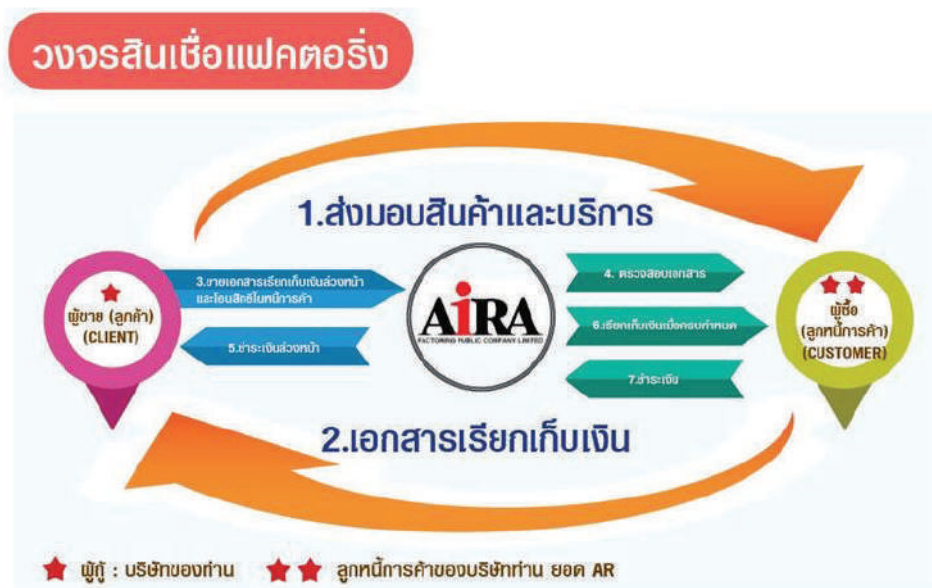 วงจรสินเชื่อแฟคตอริ่ง
1.ส่งมอบสินค้าและบริการ
3.ขายเอกสารเรียกเก็บเงินล่วงหน้า
และโอนสิทธิในหนี้การค้า
4. ตรวจสอบเอกสาร
ผู้ขาย (ลูกค้า)
(CLIENT)
AiRA
FACTORING PUBLIC COMPANY LIMITED
6.เรียกเก็บเงินเมื่อครบกำหนด
ผู้ซื้อ
(ลูกหนี้การค้า)
(CUSTOMER)
5.ชำระเงินล่วงหน้า
7.ชำระเงิน
2.เอกสารเรียกเก็บเงิน
ผู้กู้ : บริษัทของท่าน
ลูกหนี้การค้าของบริษัทท่าน ยอด AR